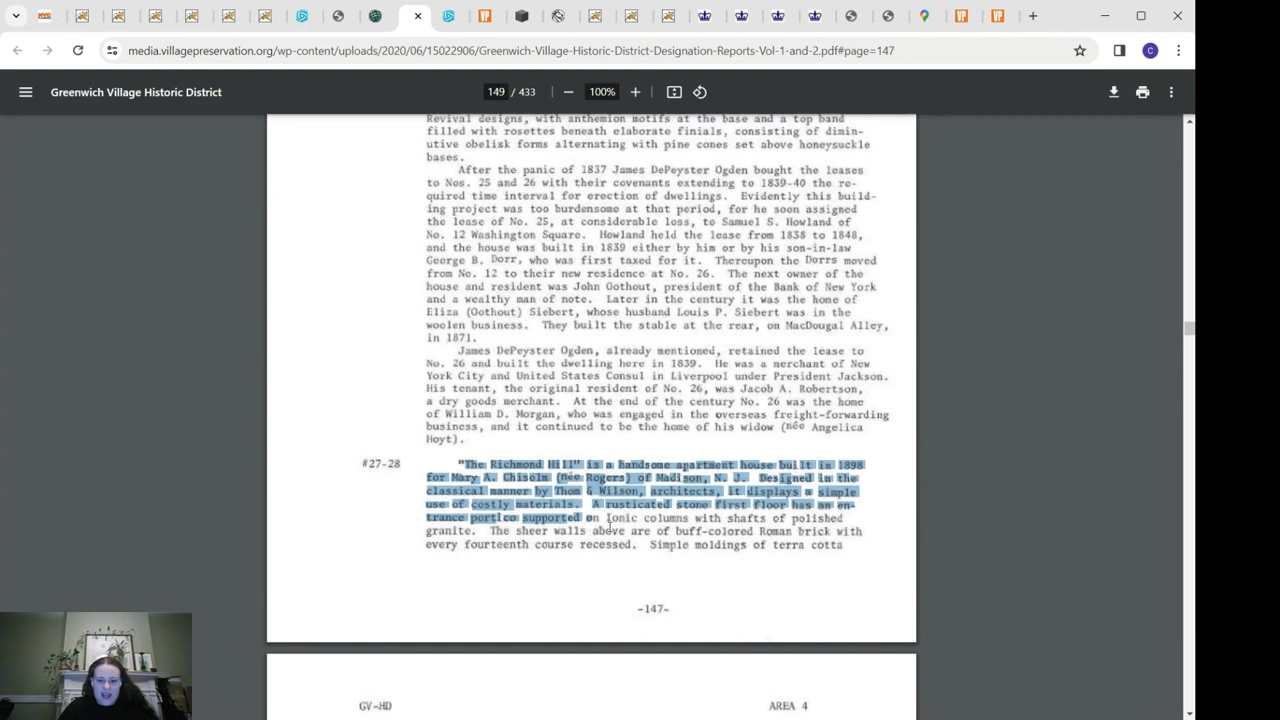 media.villagepreservation.org/wp-content/uploads/2020/06/15022906/Greenwich-Village-Historic-District-Designation-Reports-Vol-1-and-2.pdf#page=147
C
Greenwich Village Historic District
149 / 433
100%
Revival designs, with anthemion motifs at the base and a top band
filled with rosettes beneath elaborate finials, consisting of dimin-
utive obelisk forms alternating with pine cones set above honeysuckle
bases.
After the panic of 1837 James DePeyster Ogden bought the leases
to Nos. 25 and 26 with their covenants extending to 1839-40 the re-
quired time interval for erection of dwellings. Evidently this build-
ing project was too burdensome at that period, for he soon assigned
the lease of No. 25, at considerable loss, to Samuel S. Howland of
No. 12 Washington Square. Howland held the lease from 1838 to 1848,
and the house was built in 1839 either by him or by his son-in-law
George B. Dorr, who was first taxed for it. Thereupon the Dorrs moved
from No. 12 to their new residence at No. 26. The next owner of the
house and resident was John Oothout, president of the Bank of New York
and a wealthy man of note. Later in the century it was the home of
Eliza (Oothout) Siebert, whose husband Louis P. Siebert was in the
woolen business. They built the stable at the rear, on MacDougal Alley,
in 1871.
James DePeyster Ogden, already mentioned, retained the lease to
No. 26 and built the dwelling here in 1839. He was a merchant of New
York City and United States Consul in Liverpool under President Jackson.
His tenant, the original resident of No. 26, was Jacob A. Robertson,
a dry goods merchant. At the end of the century No. 26 was the home
of William D. Morgan, who was engaged in the overseas freight-forwarding
business, and it continued to be the home of his widow (née Angelica
Hoyt).
#27-28 "The Richmond Hill" is a handsome apartment house built in 1898
for Mary A. Chisolm (née Rogers) of Madison, N. J. Designed in the
classical manner by Thom & Wilson, architects, it displays a simple
use of costly materials. A rusticated stone first floor has an en-
trance portico supported on Ionic columns with shafts of polished
granite. The sheer walls above are of buff-colored Roman brick with
every fourteenth course recessed. Simple moldings of terra cotta
-147-
GV-HD AREA 4